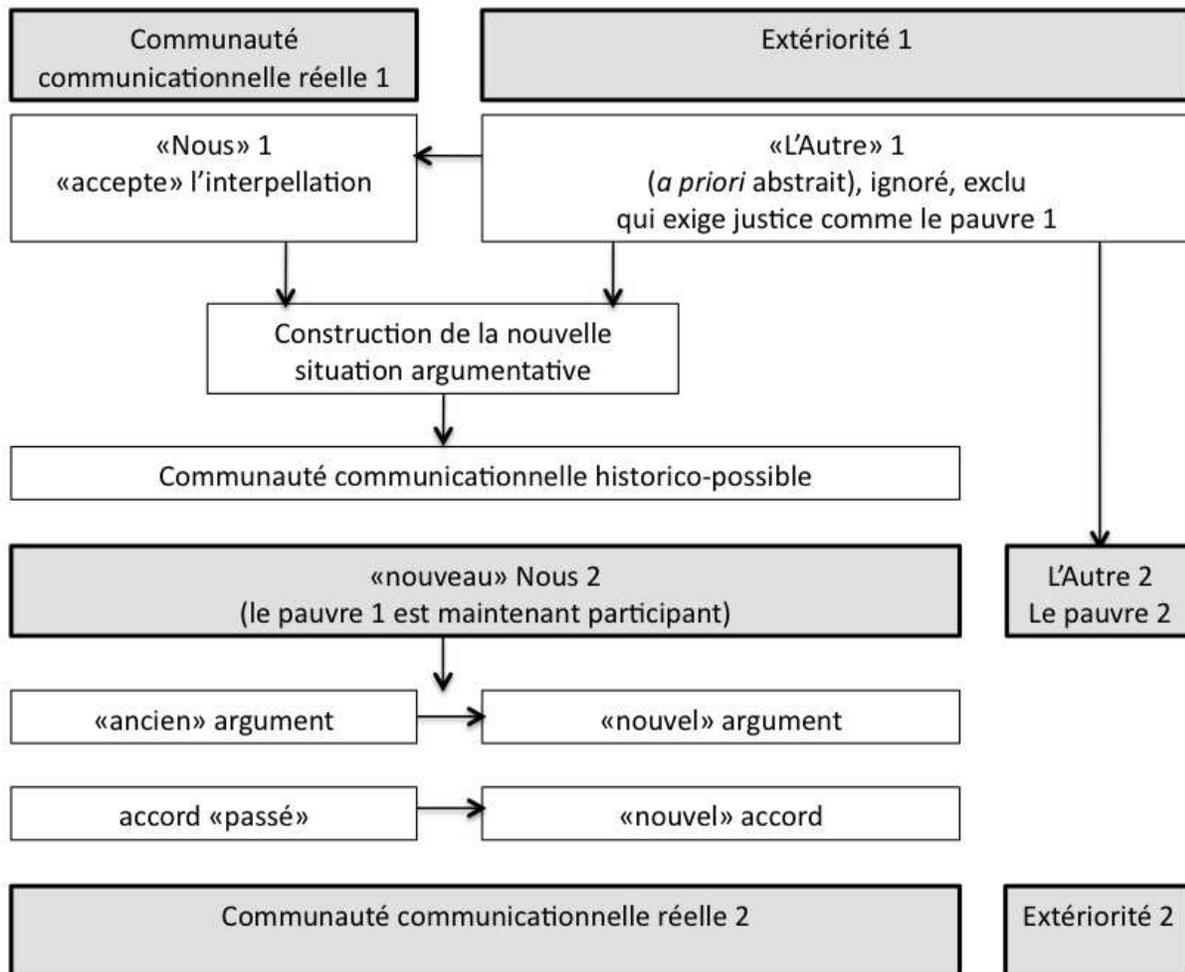 Communauté
communicationnelle réelle 1
Extériorité 1
«Nous» 1
«accepte» l’interpellation
«L’Autre» 1
(a priori abstrait), ignoré, exclu
qui exige justice comme le pauvre 1
Construction de la nouvelle
situation argumentative
Communauté communicationnelle historico-possible
«nouveau» Nous 2
(le pauvre 1 est maintenant participant)
L’Autre 2
Le pauvre 2
«ancien» argument
«nouvel» argument
accord «passé»
«nouvel» accord
Communauté communicationnelle réelle 2
Extériorité 2